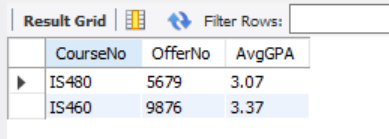 Result Grid Filter Rows:
CourseNo OfferNo AvgGPA
IS480 5679 3.07
IS460 9876 3.37